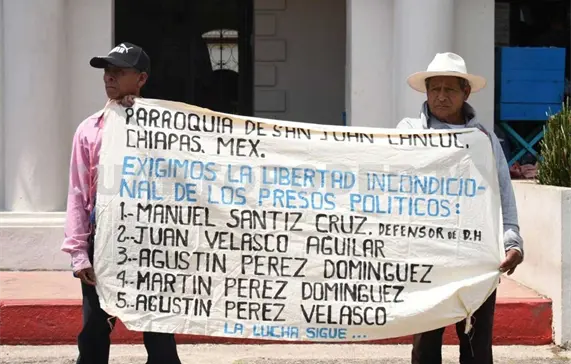 PARROQUIA DE SAN JUAN CANCUC,
CHIAPAS, MEX.
EXIGIMOS LA LIBERTAD INCONDICIO-
NAL DE LOS PRESOS POLITICOS:
1.- MANUEL SANTIZ CRUZ, DEFENSOR DE D.H
2.- JUAN VELASCO AGUILAR
3.- AGUSTIN PEREZ DOMINGUEZ
4.- MARTIN PEREZ DOMINGUEZ
5.- AGUSTIN PEREZ VELASCO
LA LUCHA SIGUE ...